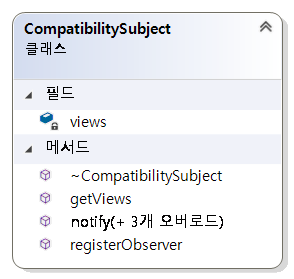 CompatibilitySubject
클래스
필드
views
메서드
~CompatibilitySubject
getViews
notify(+ 3개 오버로드)
registerObserver